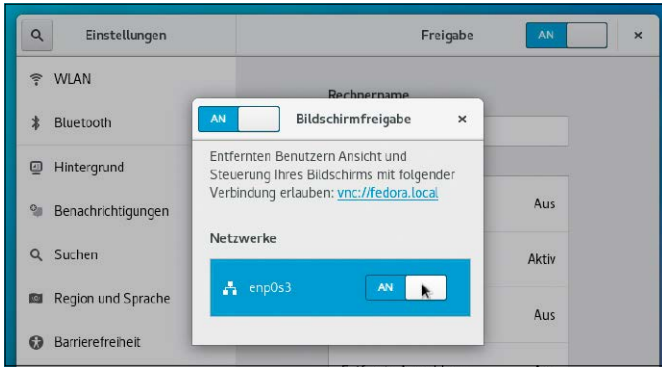 Einstellungen
Freigabe
AN
WLAN
Rechnername
Bluetooth
AN
Bildschirmfreigabe
Hintergrund
Entfernten Benutzern Ansicht und
Steuerung Ihres Bildschirms mit folgender
Verbindung erlauben: vnc://fedora.local
Benachrichtigungen
Aus
Netzwerke
Suchen
Aktiv
enp0s3
AN
Region und Sprache
Aus
Barrierefreiheit